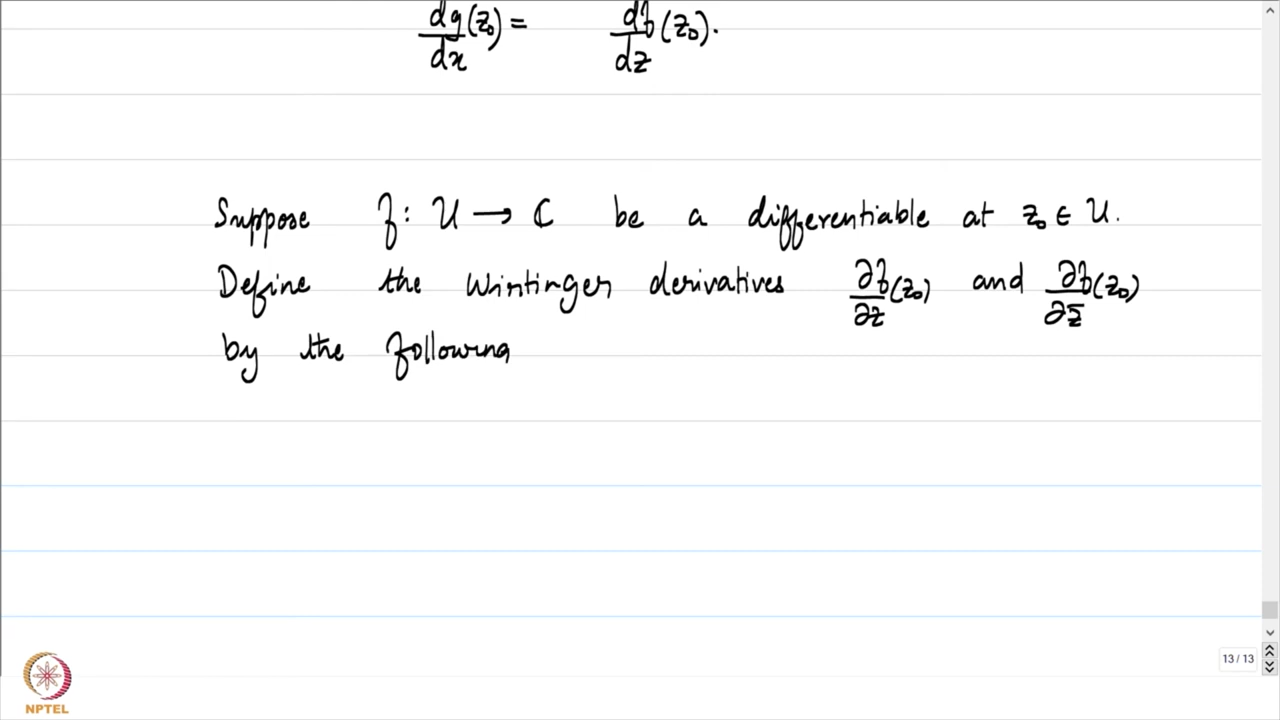 dg/dx (z₀) = df/dz (z₀).
Suppose f: U → ℂ be a differentiable at z₀ ∈ U.
Define the Wirtinger derivatives ∂f/∂z (z₀) and ∂f/∂z̄ (z₀)
by the following
13 / 13
NPTEL